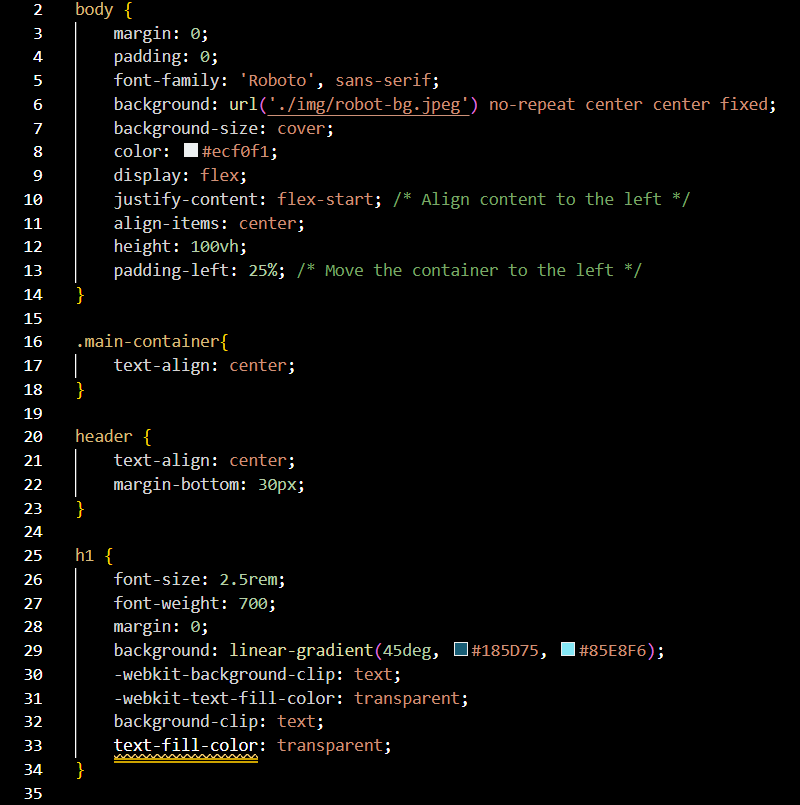 2 body {
3 margin: 0;
4 padding: 0;
5 font-family: 'Roboto', sans-serif;
6 background: url('./img/robot-bg.jpeg') no-repeat center center fixed;
7 background-size: cover;
8 color: #ecf0f1;
9 display: flex;
10 justify-content: flex-start; /* Align content to the left */
11 align-items: center;
12 height: 100vh;
13 padding-left: 25%; /* Move the container to the left */
14 }
15
16 .main-container{
17 text-align: center;
18 }
19
20 header {
21 text-align: center;
22 margin-bottom: 30px;
23 }
24
25 h1 {
26 font-size: 2.5rem;
27 font-weight: 700;
28 margin: 0;
29 background: linear-gradient(45deg, #185D75, #85E8F6);
30 -webkit-background-clip: text;
31 -webkit-text-fill-color: transparent;
32 background-clip: text;
33 text-fill-color: transparent;
34 }
35